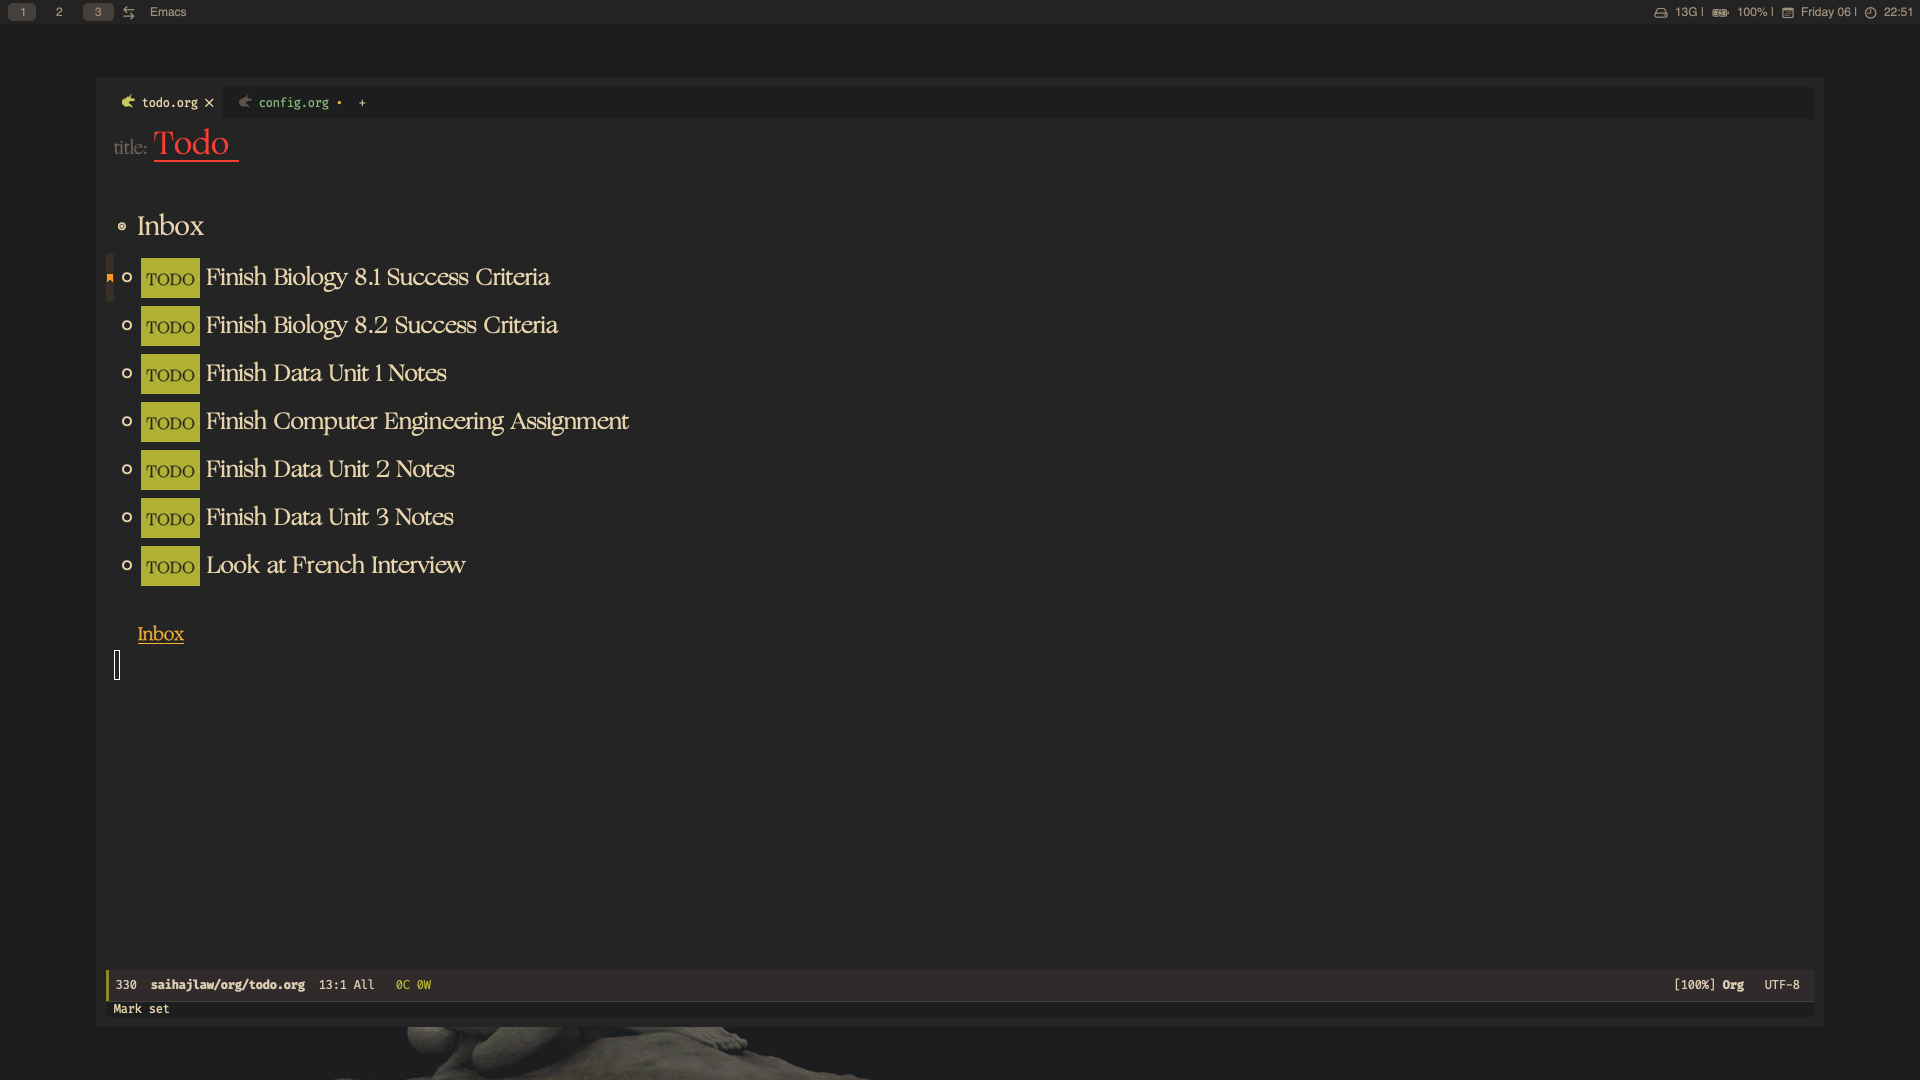 1 2 3 Emacs 13G | 100% | Friday 06 | 22:51
todo.org × config.org • +
title: Todo
Inbox
TODO Finish Biology 8.1 Success Criteria
TODO Finish Biology 8.2 Success Criteria
TODO Finish Data Unit 1 Notes
TODO Finish Computer Engineering Assignment
TODO Finish Data Unit 2 Notes
TODO Finish Data Unit 3 Notes
TODO Look at French Interview
Inbox
330 saihajlaw/org/todo.org 13:1 All 0C 0W [100%] Org UTF-8
Mark set